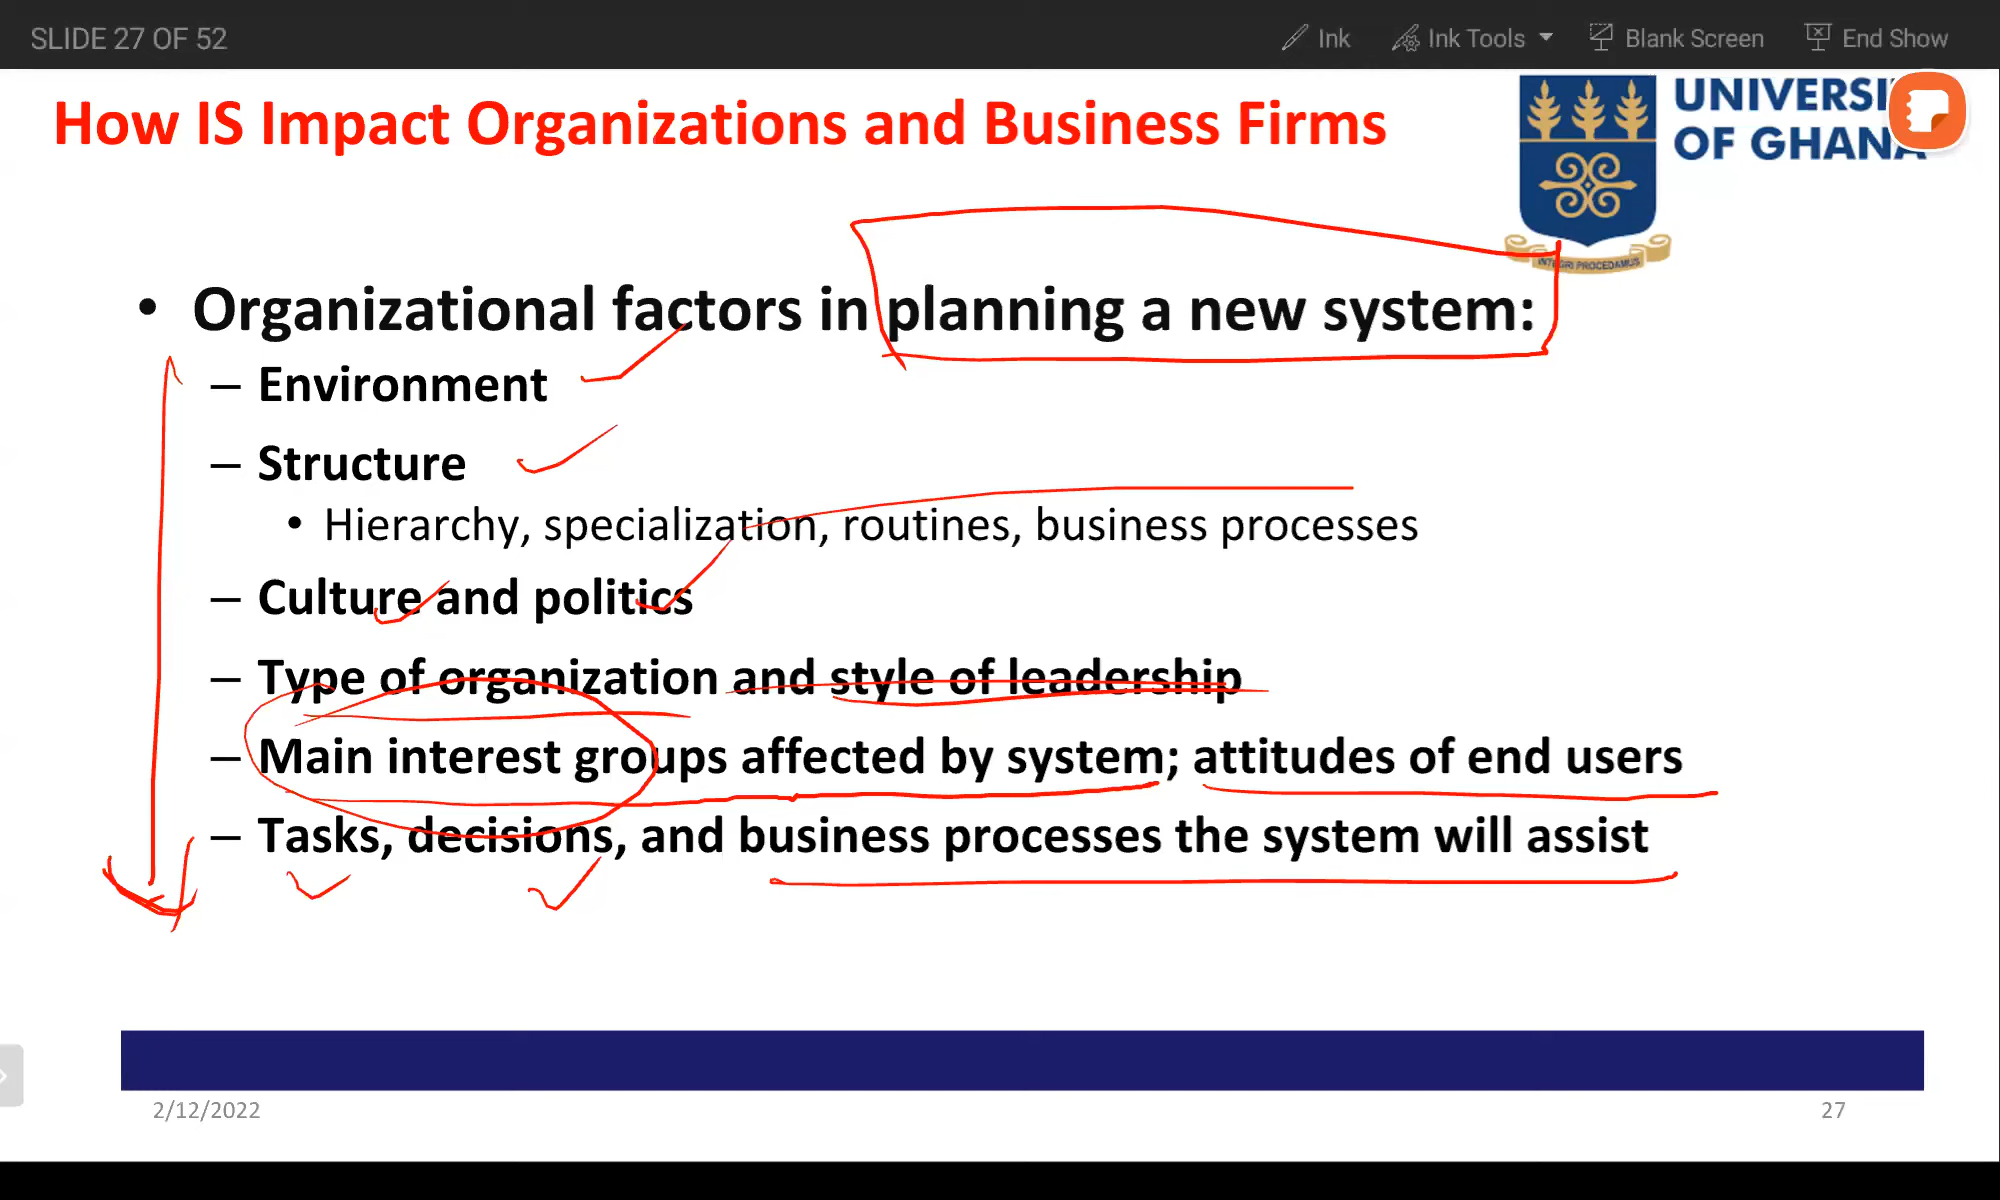 SLIDE 27 OF 52
Ink
Ink Tools
Blank Screen
End Show
How IS Impact Organizations and Business Firms
OF GHANA
INTEGRI PROCEDAMUS
• Organizational factors in planning a new system:
– Environment
– Structure
• Hierarchy, specialization, routines, business processes
– Culture and politics
– Type of organization and style of leadership
– Main interest groups affected by system; attitudes of end users
– Tasks, decisions, and business processes the system will assist
2/12/2022
27